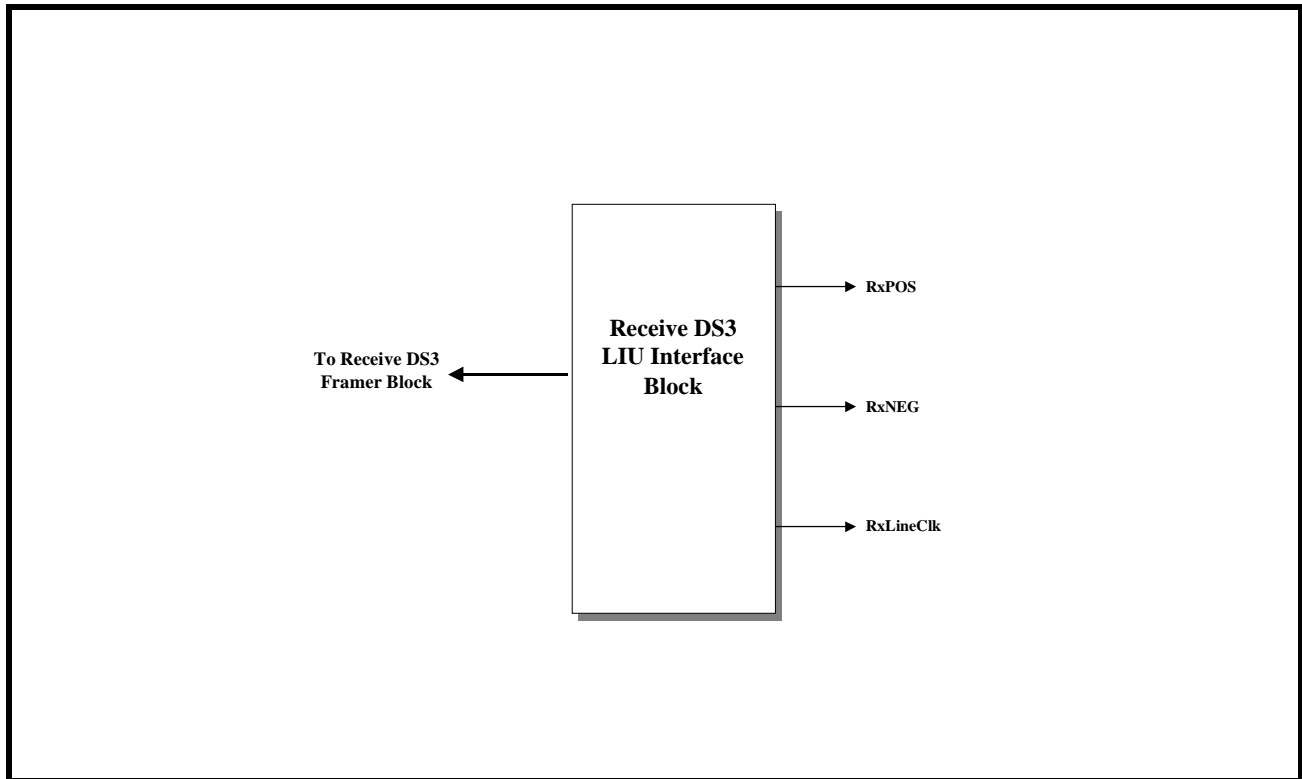 To Receive DS3
Framer Block
Receive DS3
LIU Interface
Block
RxPOS
RxNEG
RxLineClk